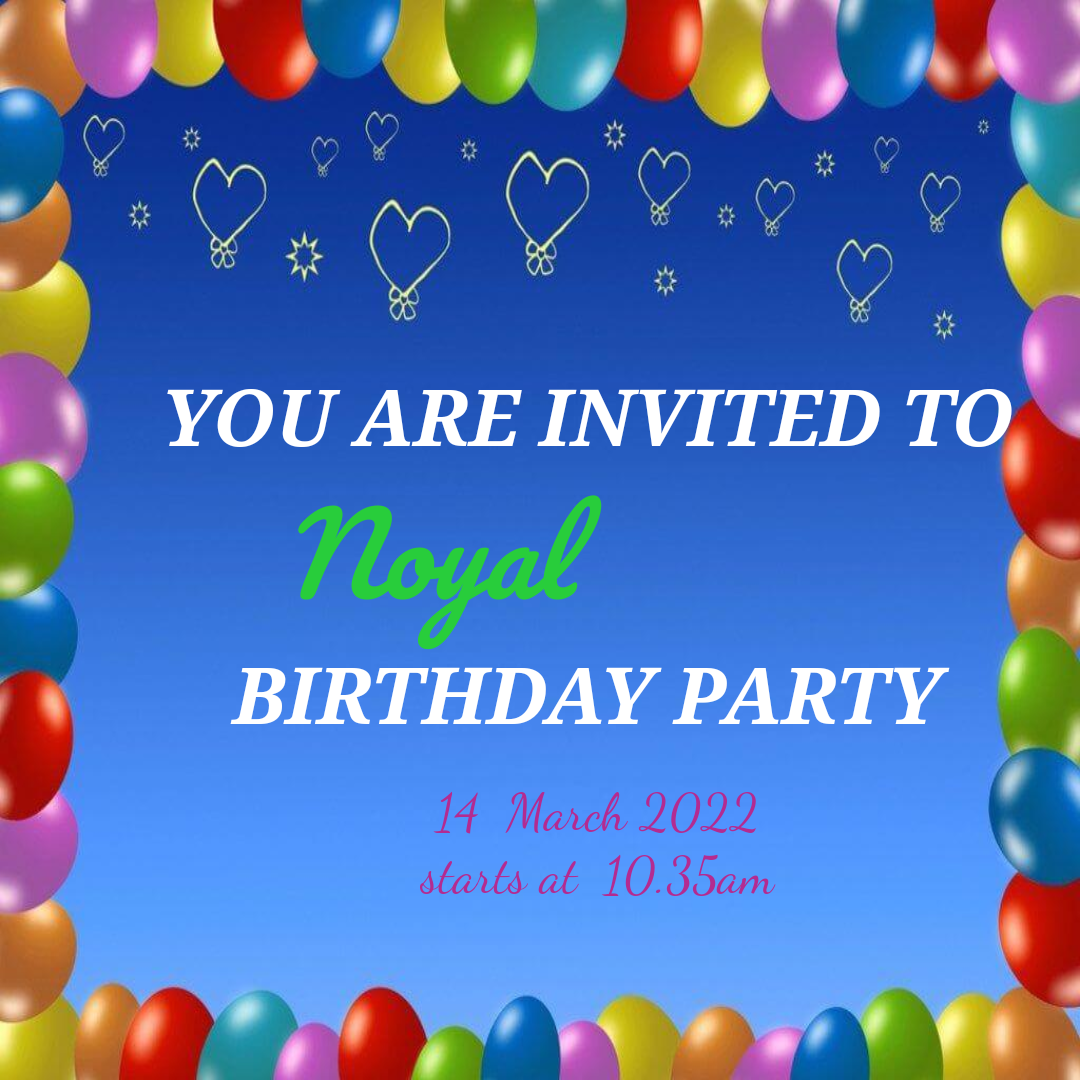 YOU ARE INVITED TO
Noyal
BIRTHDAY PARTY
14 March 2022
starts at 10.35am